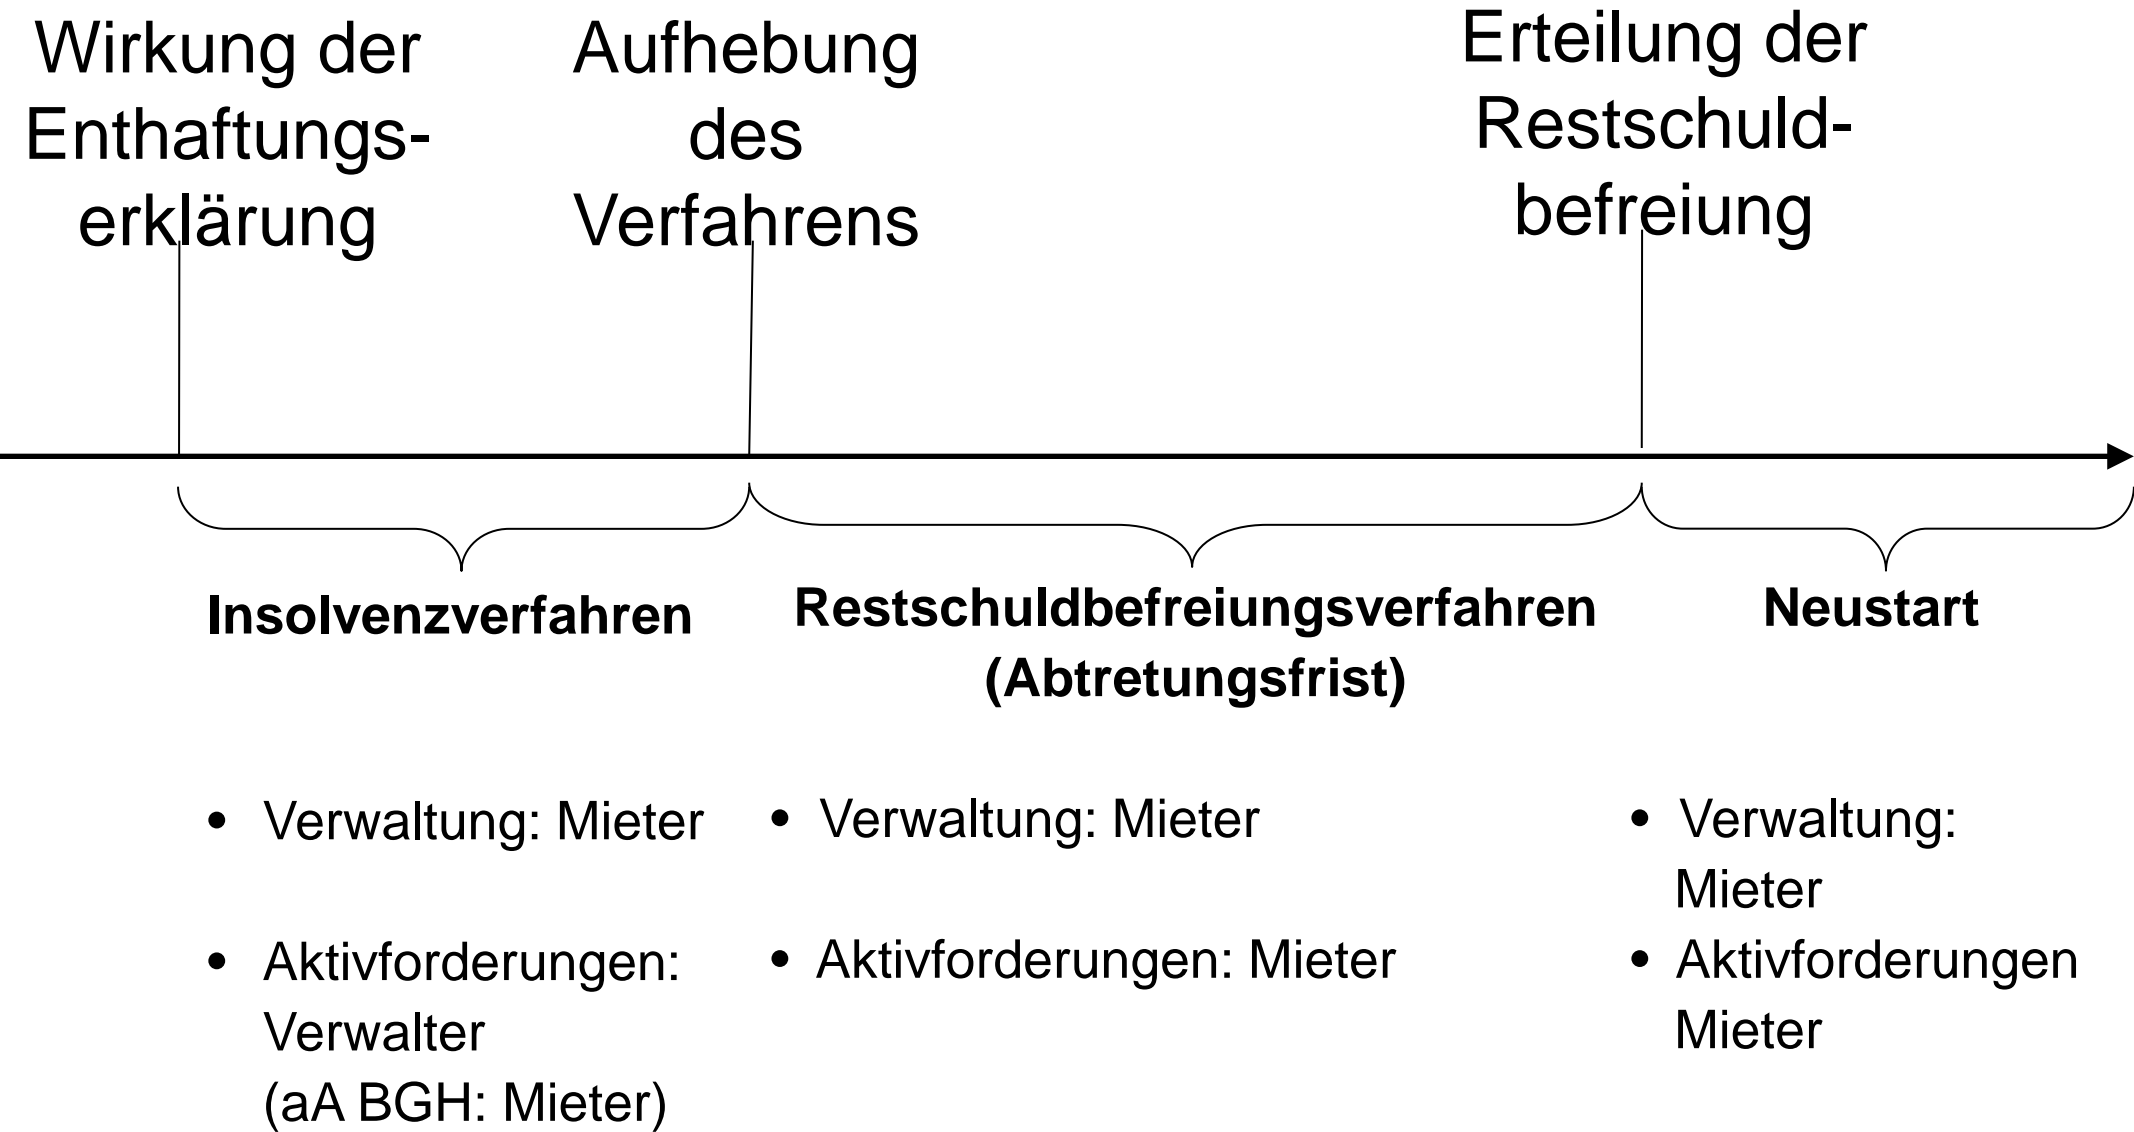 Wirkung der
Enthaftungs-
erklärung
Aufhebung
des
Verfahrens
Erteilung der
Restschuld-
befreiung
Insolvenzverfahren
Restschuldbefreiungsverfahren
(Abtretungsfrist)
Neustart
• Verwaltung: Mieter
• Aktivforderungen:
Verwalter
(aA BGH: Mieter)
• Verwaltung: Mieter
• Aktivforderungen: Mieter
• Verwaltung:
Mieter
• Aktivforderungen
Mieter